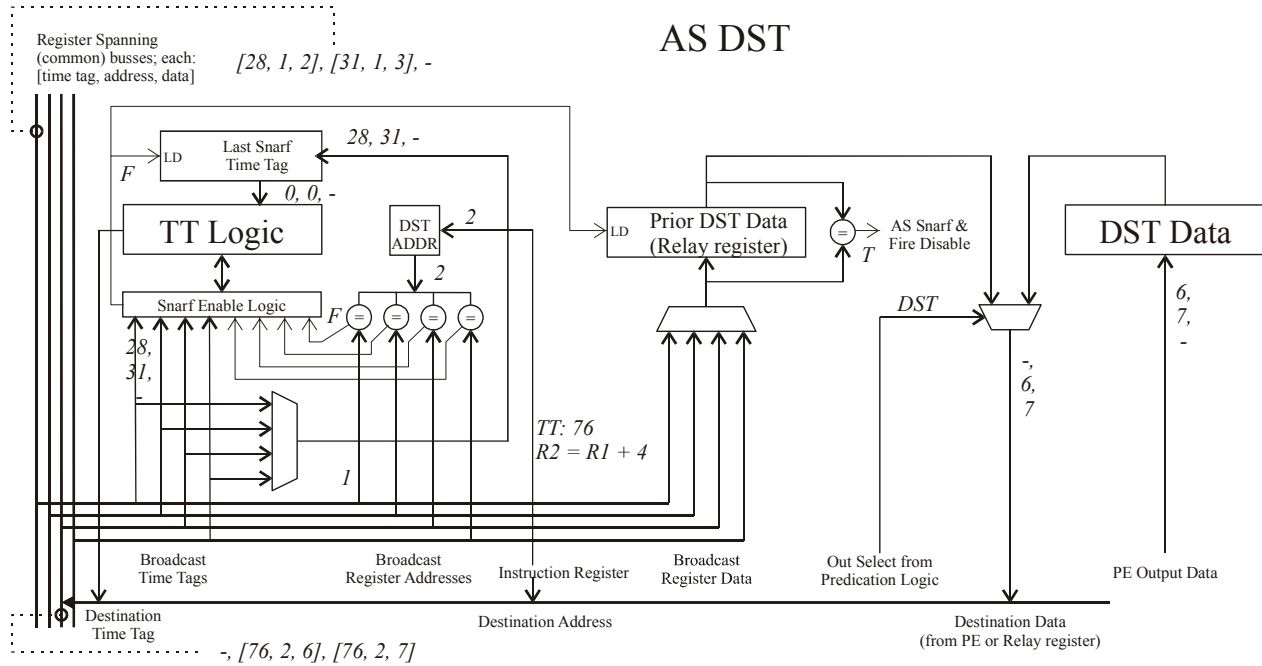 AS DST
Register Spanning
(common) busses; each:
[time tag, address, data]
[28, 1, 2], [31, 1, 3], -
28, 31, -
LD
Last Snarf
Time Tag
F
0, 0, -
TT Logic
DST
ADDR
2
2
Snarf Enable Logic
F
=
=
=
=
28,
31,
-
1
TT: 76
R2 = R1 + 4
LD
Prior DST Data
(Relay register)
=
AS Snarf &
Fire Disable
T
DST Data
DST
6,
7,
-
-,
6,
7
Broadcast
Time Tags
Broadcast
Register Addresses
Instruction Register
Broadcast
Register Data
Out Select from
Predication Logic
PE Output Data
Destination
Time Tag
Destination Address
Destination Data
(from PE or Relay register)
-, [76, 2, 6], [76, 2, 7]